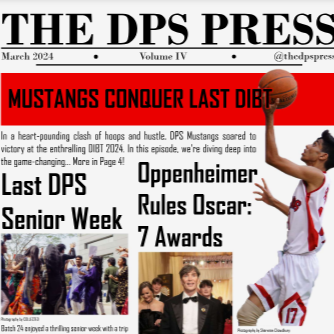 THE DPS PRESS
March 2024 • Volume IV • @thedpspress
MUSTANGS CONQUER LAST DIBT
In a heart-pounding clash of hoops and hustle, DPS Mustangs soared to
victory at the enthralling DIBT 2024. In this episode, we're diving deep into
the game-changing... More in Page 4!
Last DPS
Senior Week
Oppenheimer
Rules Oscar:
7 Awards
17
Photography by
Batch 24 enjoyed a thrilling senior week with a trip
Photography by Shereen Chowdhury